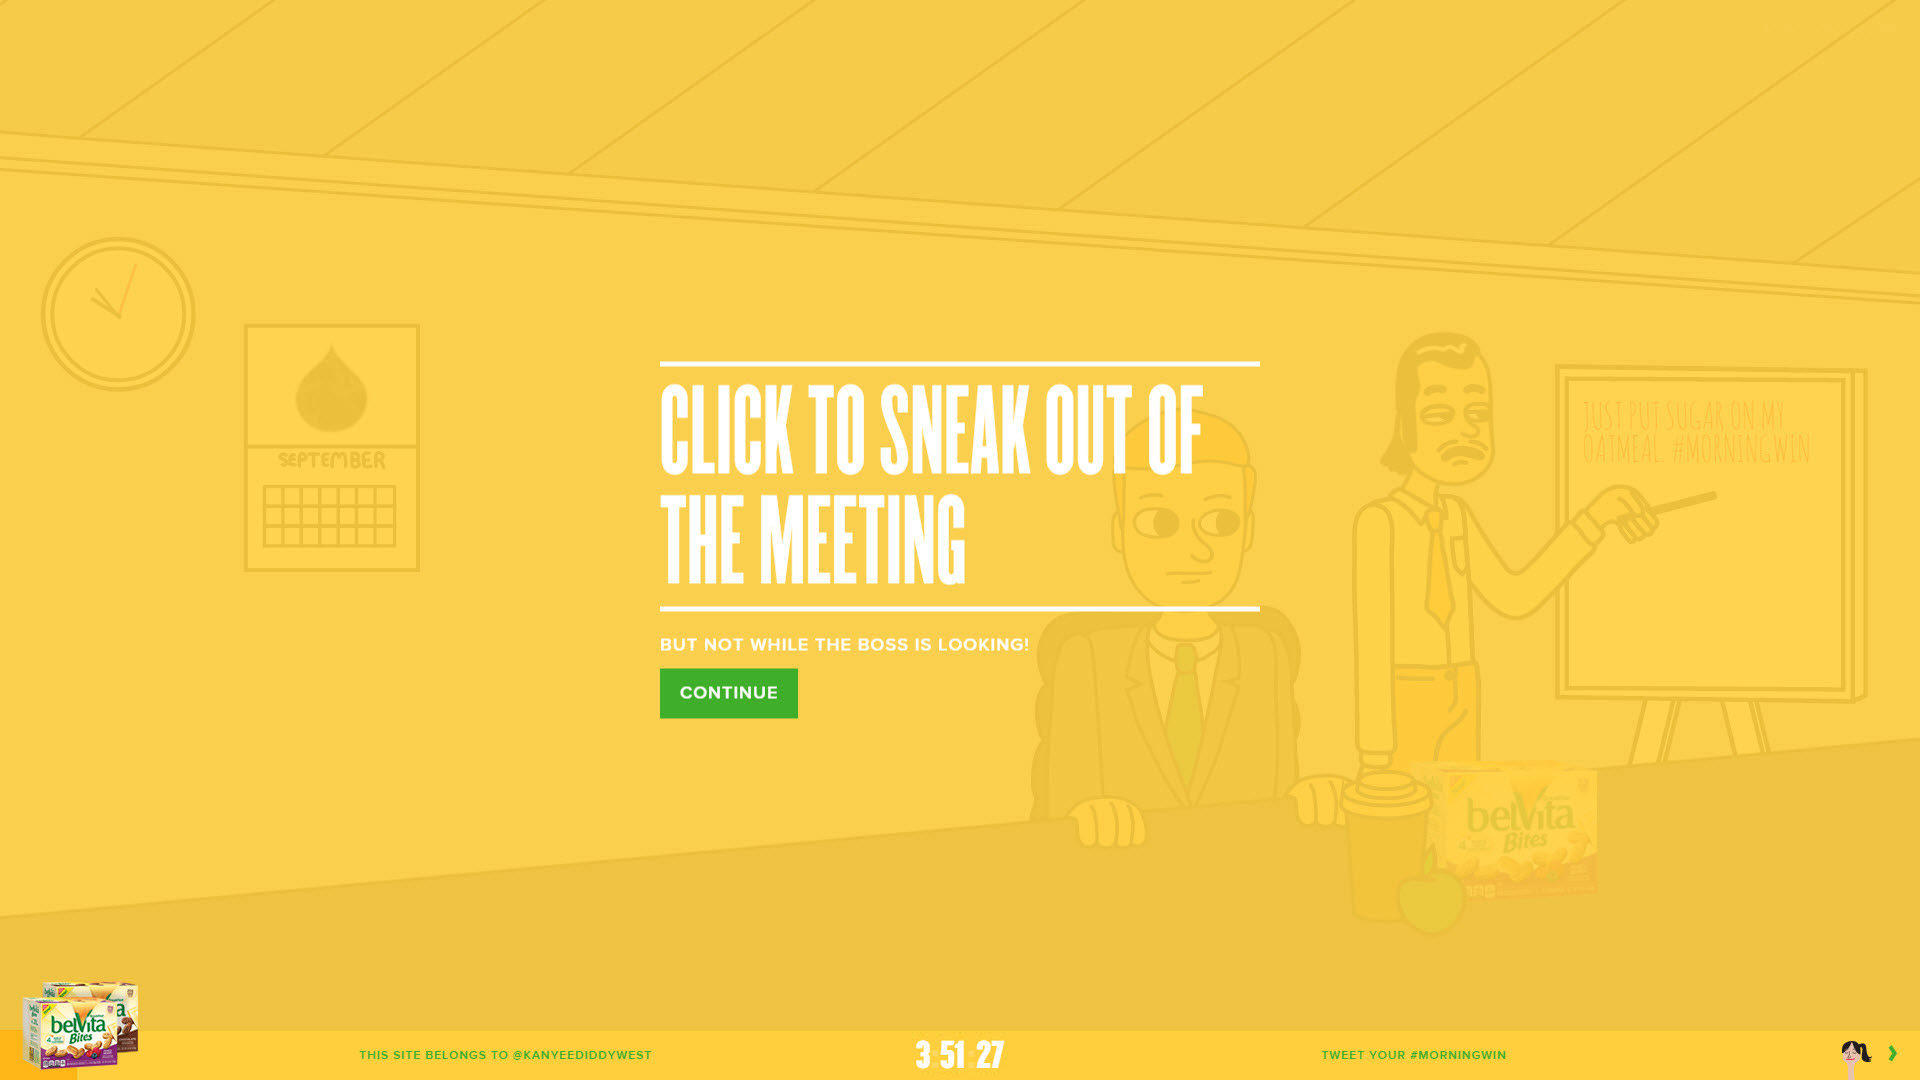 SEPTEMBER
CLICK TO SNEAK OUT OF
THE MEETING
BUT NOT WHILE THE BOSS IS LOOKING!
CONTINUE
JUST PUT SUGAR ON MY
OATMEAL. #MORNINGWIN
belVita
Bites
belVita
Bites
THIS SITE BELONGS TO @KANYEEDIDDYWEST
3:51:27
TWEET YOUR #MORNINGWIN